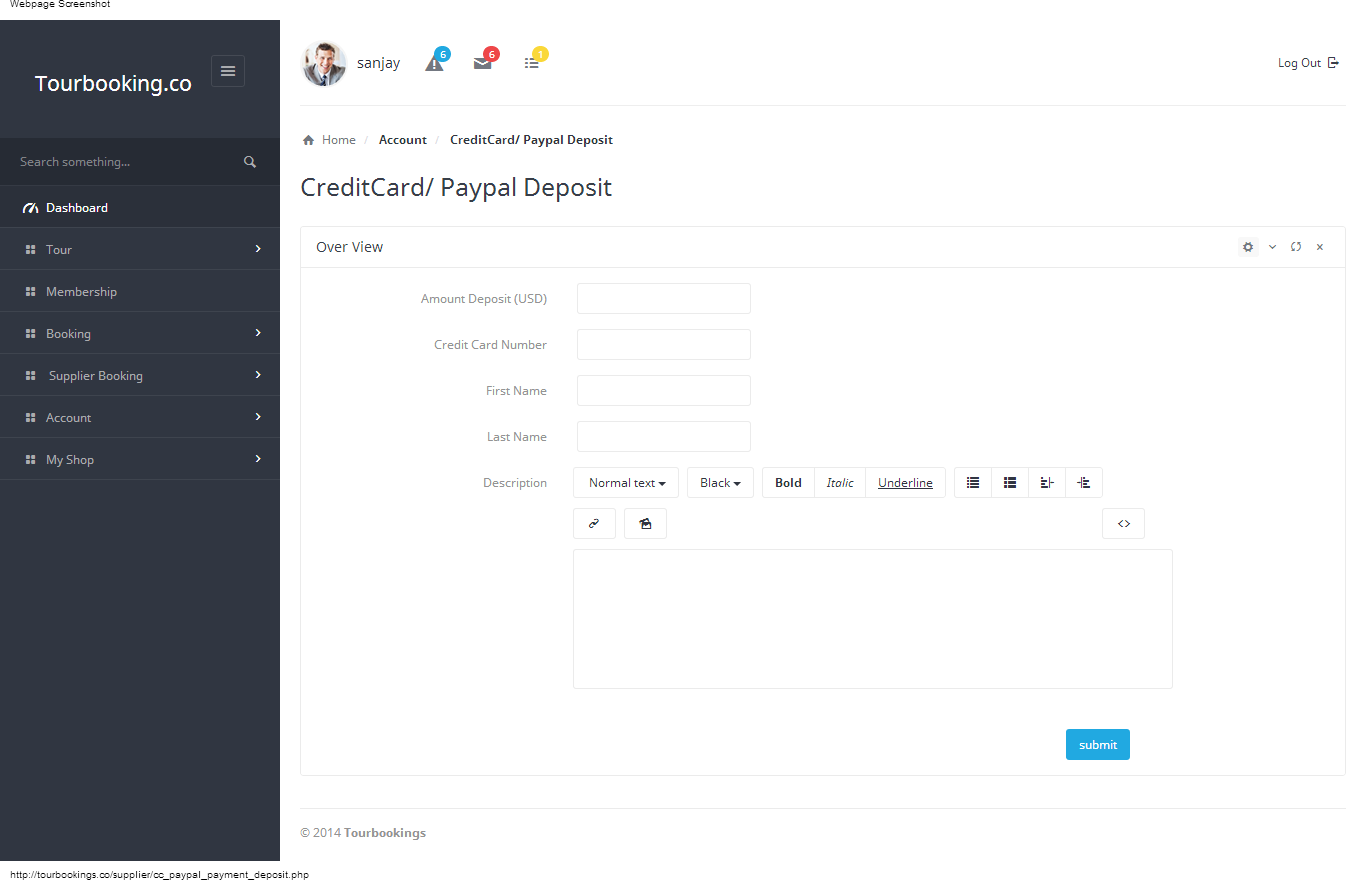 Webpage Screenshot
Tourbooking.co
sanjay 6 6 1 Log Out
Search something...
Dashboard
Tour
Membership
Booking
Supplier Booking
Account
My Shop
Home / Account / CreditCard/ Paypal Deposit
CreditCard/ Paypal Deposit
Over View
Amount Deposit (USD)
Credit Card Number
First Name
Last Name
Description Normal text Black Bold Italic Underline
submit
© 2014 Tourbookings
http://tourbookings.co/supplier/cc_paypal_payment_deposit.php